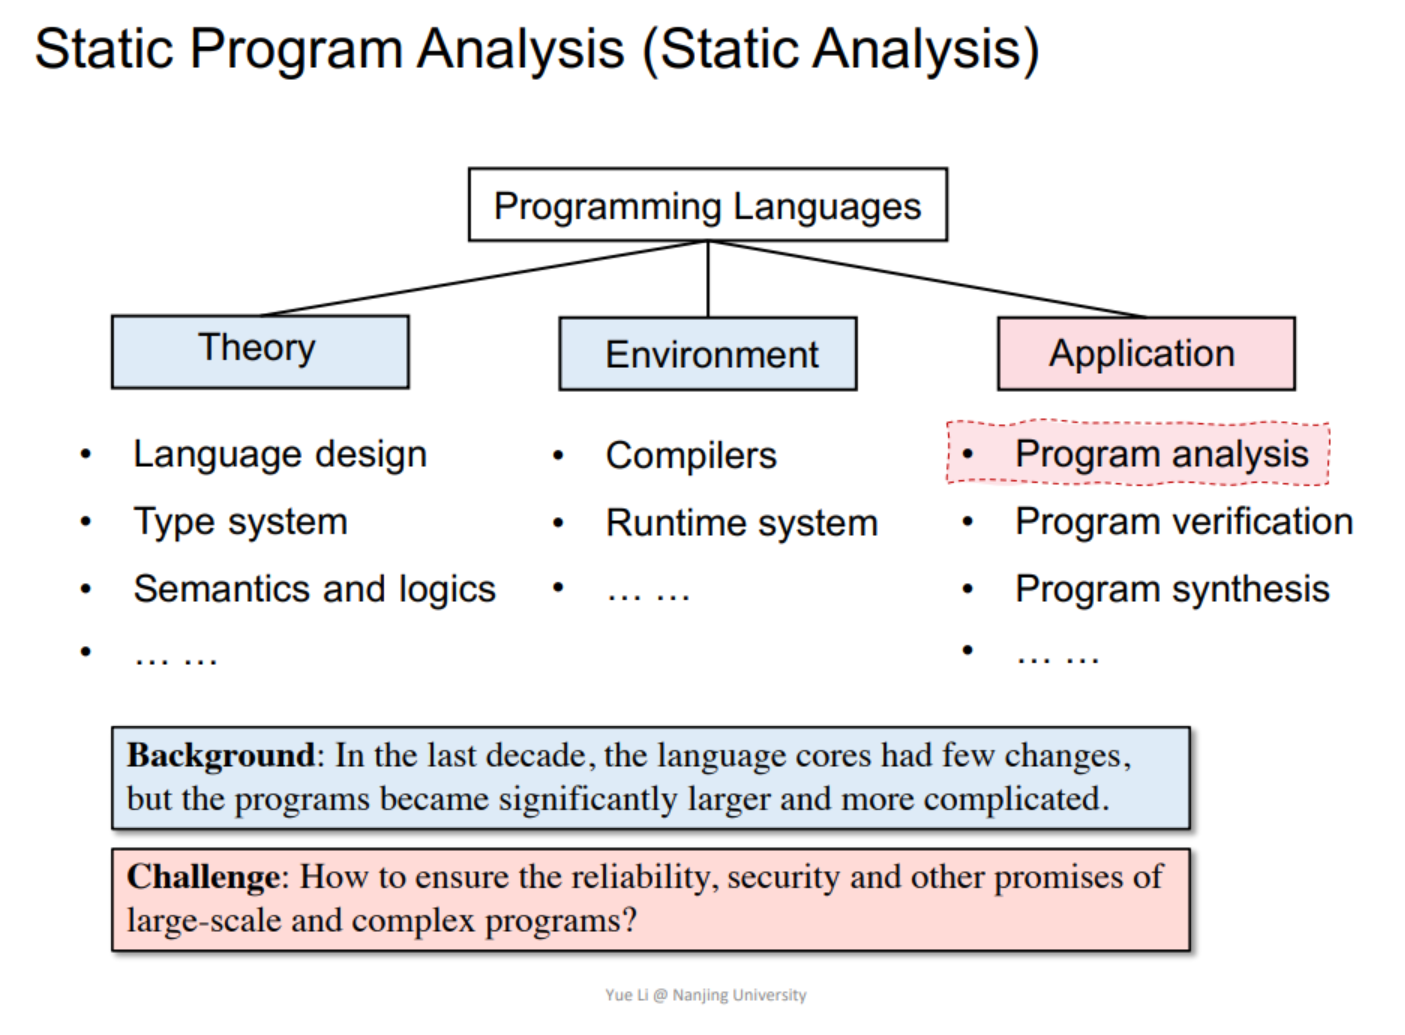 Static Program Analysis (Static Analysis)
Programming Languages
Theory
Environment
Application
• Language design
• Type system
• Semantics and logics
• … …
• Compilers
• Runtime system
• … …
• Program analysis
• Program verification
• Program synthesis
• … …
Background: In the last decade, the language cores had few changes,
but the programs became significantly larger and more complicated.
Challenge: How to ensure the reliability, security and other promises of
large-scale and complex programs?
Yue Li @ Nanjing University